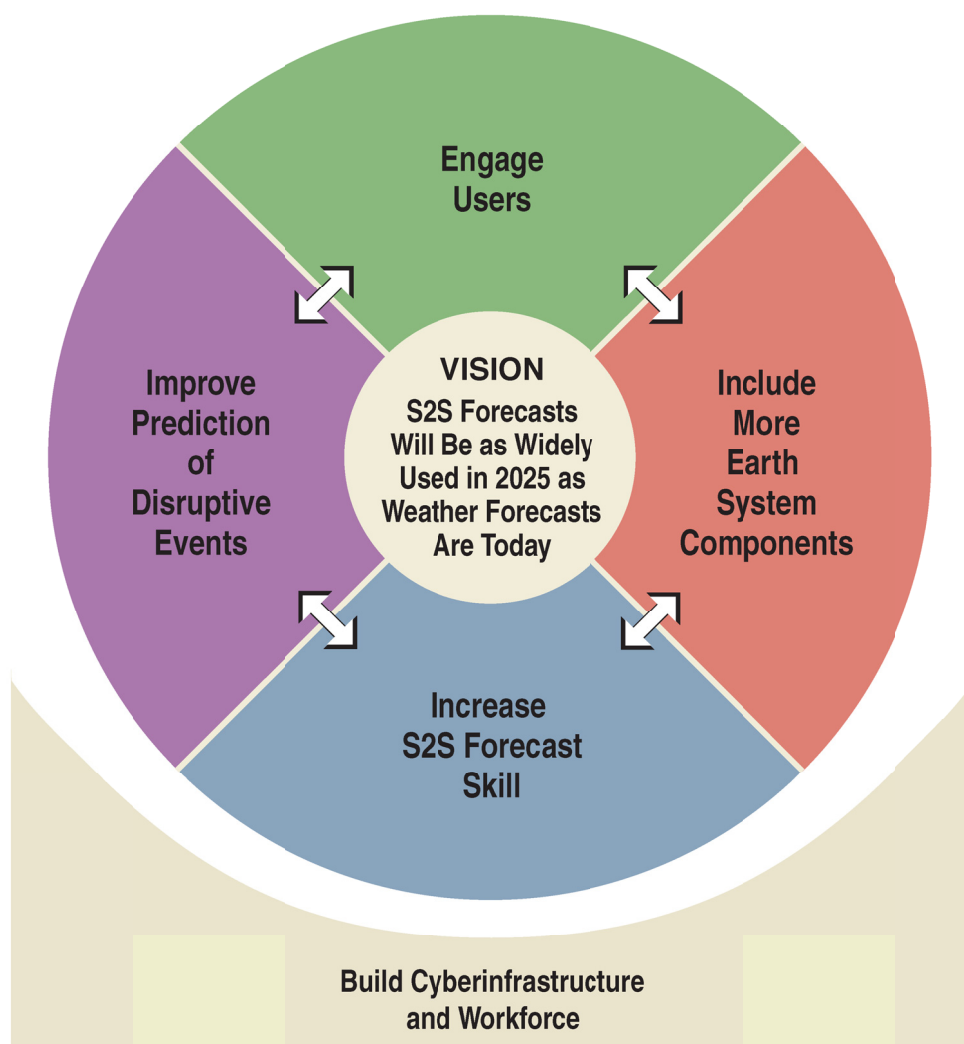 Engage
Users
Improve
Prediction
of
Disruptive
Events
VISION
S2S Forecasts
Will Be as Widely
Used in 2025 as
Weather Forecasts
Are Today
Include
More
Earth
System
Components
Increase
S2S Forecast
Skill
Build Cyberinfrastructure
and Workforce